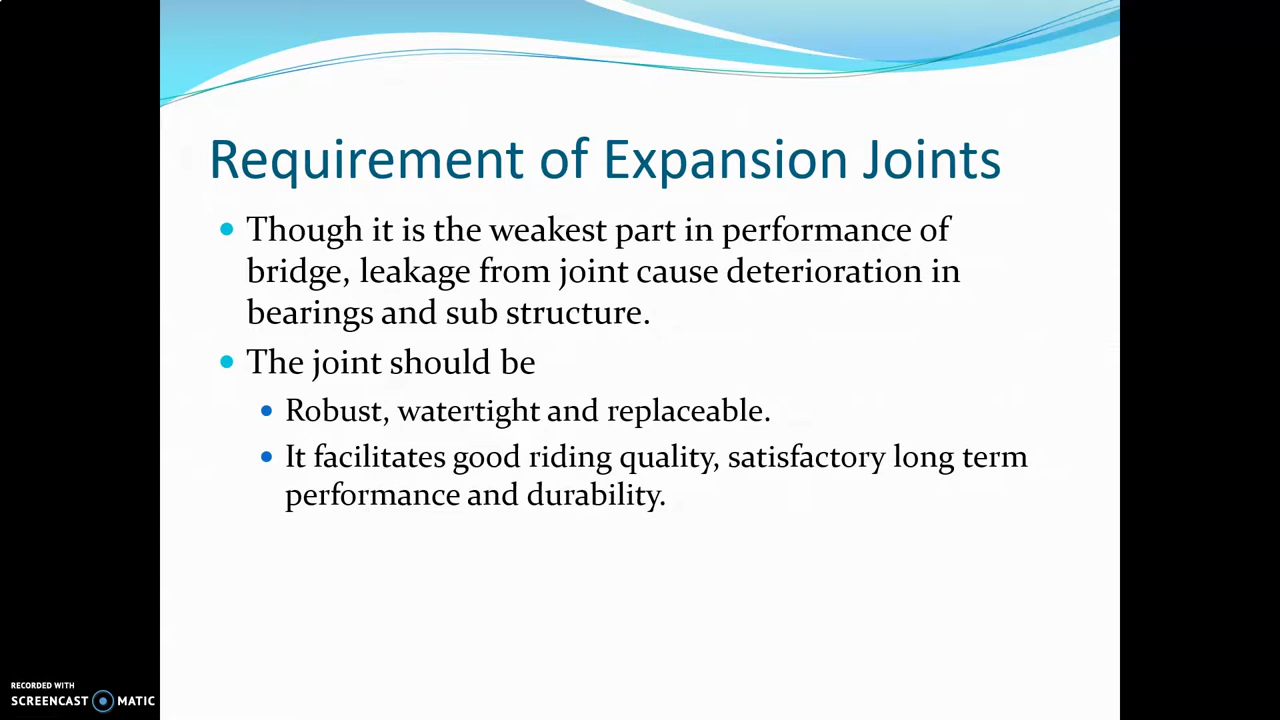 Requirement of Expansion Joints
Though it is the weakest part in performance of
bridge, leakage from joint cause deterioration in
bearings and sub structure.
The joint should be
Robust, watertight and replaceable.
It facilitates good riding quality, satisfactory long term
performance and durability.
RECORDED WITH
SCREENCAST MATIC